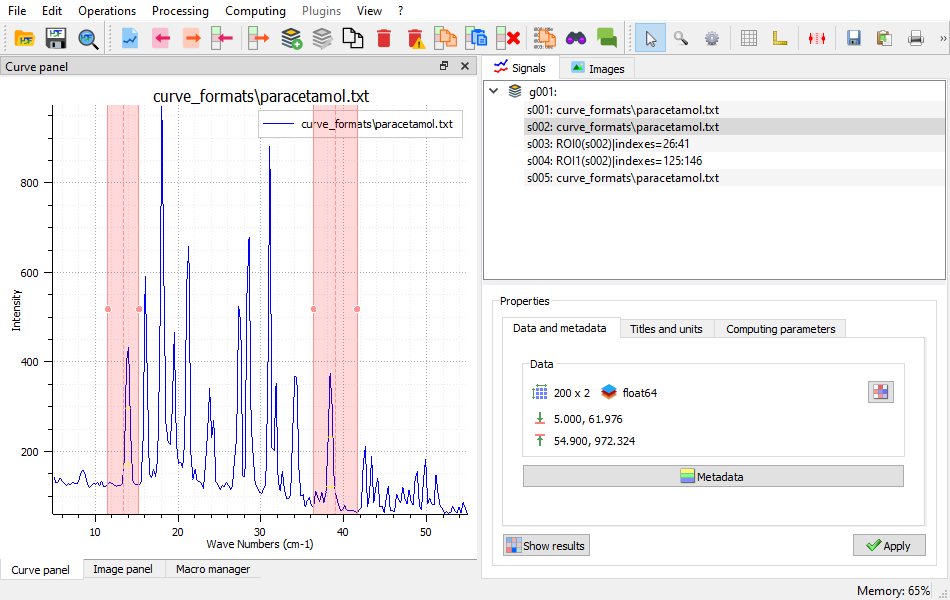 File Edit Operations Processing Computing Plugins View ?
Curve panel
curve_formats\paracetamol.txt
curve_formats\paracetamol.txt
800
600
400
200
Intensity
10 20 30 40 50
Wave Numbers (cm-1)
Curve panel Image panel Macro manager
Signals Images
g001:
s001: curve_formats\paracetamol.txt
s002: curve_formats\paracetamol.txt
s003: ROI0(s002)|indexes=26:41
s004: ROI1(s002)|indexes=125:146
s005: curve_formats\paracetamol.txt
Properties
Data and metadata Titles and units Computing parameters
Data
200 x 2 float64
5.000, 61.976
54.900, 972.324
Metadata
Show results Apply
Memory: 65%